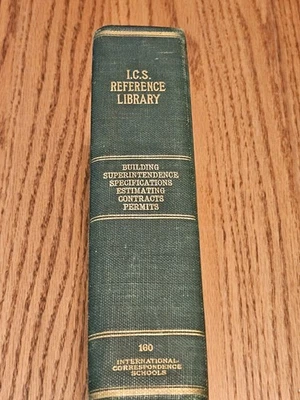 I.C.S.
REFERENCE
LIBRARY
BUILDING
SUPERINTENDENCE
SPECIFICATIONS
ESTIMATING
CONTRACTS
PERMITS
160
INTERNATIONAL
CORRESPONDENCE
SCHOOLS